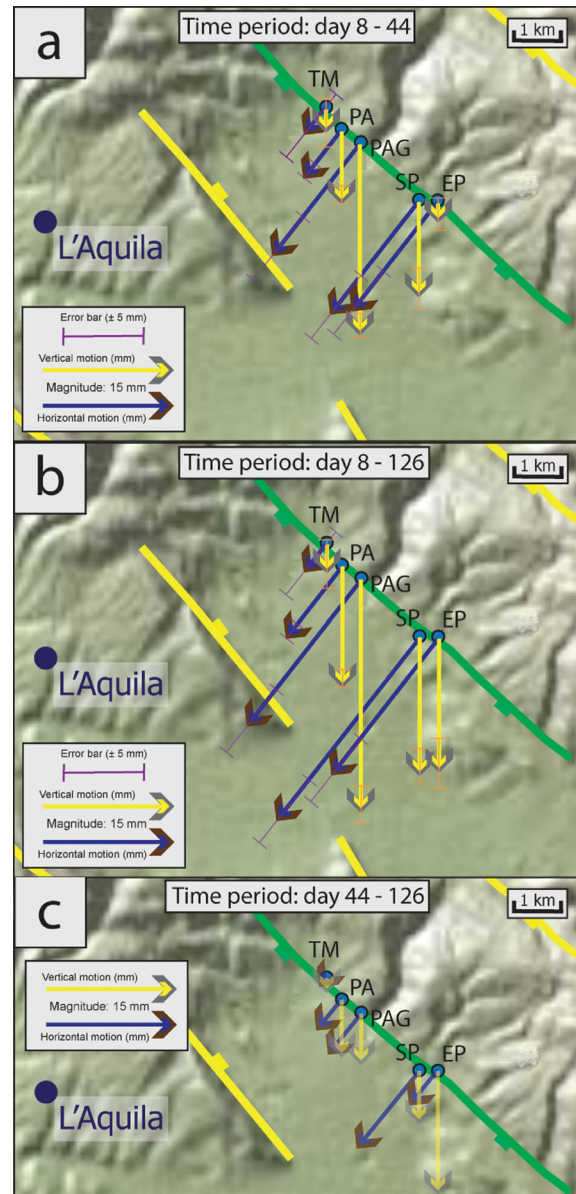 a
Time period: day 8 - 44
1 km
TM
PA
PAG
SP EP
L'Aquila
Error bar (± 5 mm)
Vertical motion (mm)
Magnitude: 15 mm
Horizontal motion (mm)
b
Time period: day 8 - 126
1 km
TM
PA
PAG
SP EP
L'Aquila
Error bar (± 5 mm)
Vertical motion (mm)
Magnitude: 15 mm
Horizontal motion (mm)
c
Time period: day 44 - 126
1 km
TM
Vertical motion (mm)
Magnitude: 15 mm
Horizontal motion (mm)
PA
PAG
SP EP
L'Aquila